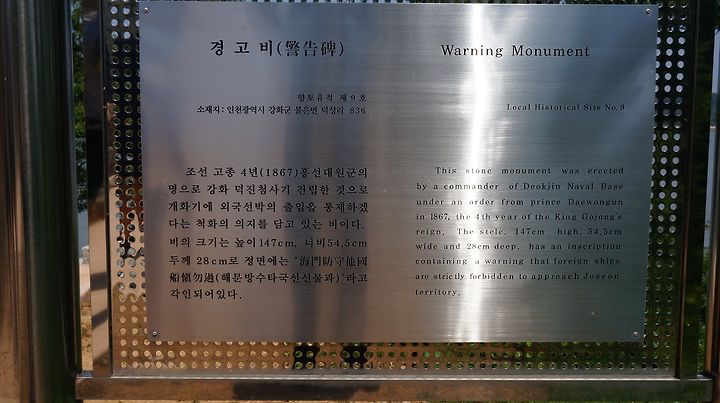 경 고 비(警告碑)
향토유적 제 9 호
소재지: 인천광역시 강화군 불은면 덕성리 836
조선 고종 4년(1867)흥선대원군의
명으로 강화 덕진첨사기 건립한 것으로
개화기에 외국선박의 출입을 통제하겠
다는 척화의 의지를 담고 있는 비이다.
비의 크기는 높이147cm, 너비54.5cm
두께 28cm로 정면에는 "海門防守他國
船愼勿過(해문방수타국선신물과)"라고
각인되어있다.
Warning Monument
Local Historical Site No. 9
This stone monument was erected
by a commander of Deokjin Naval Base
under an order from prince Daewongun
in 1867, the 4th year of the King Gojong's
reign. The stele, 147cm high, 54.5cm
wide and 28cm deep, has an inscription
containing a warning that foreign ships
are strictly forbidden to approach Joseon
territory.